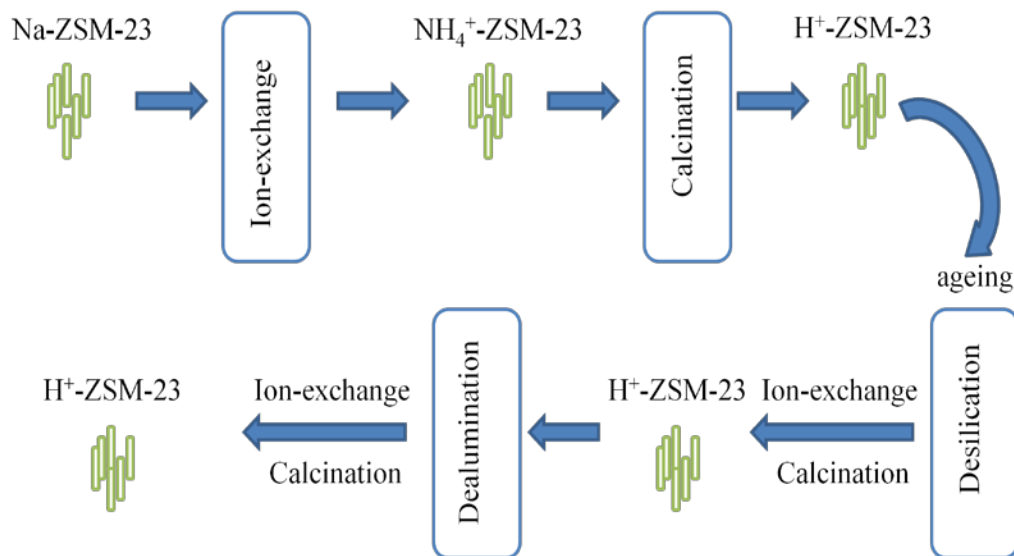 Na-ZSM-23
Ion-exchange
NH₄⁺-ZSM-23
Calcination
H⁺-ZSM-23
ageing
Desilication
Ion-exchange
Calcination
H⁺-ZSM-23
Dealumination
Ion-exchange
Calcination
H⁺-ZSM-23